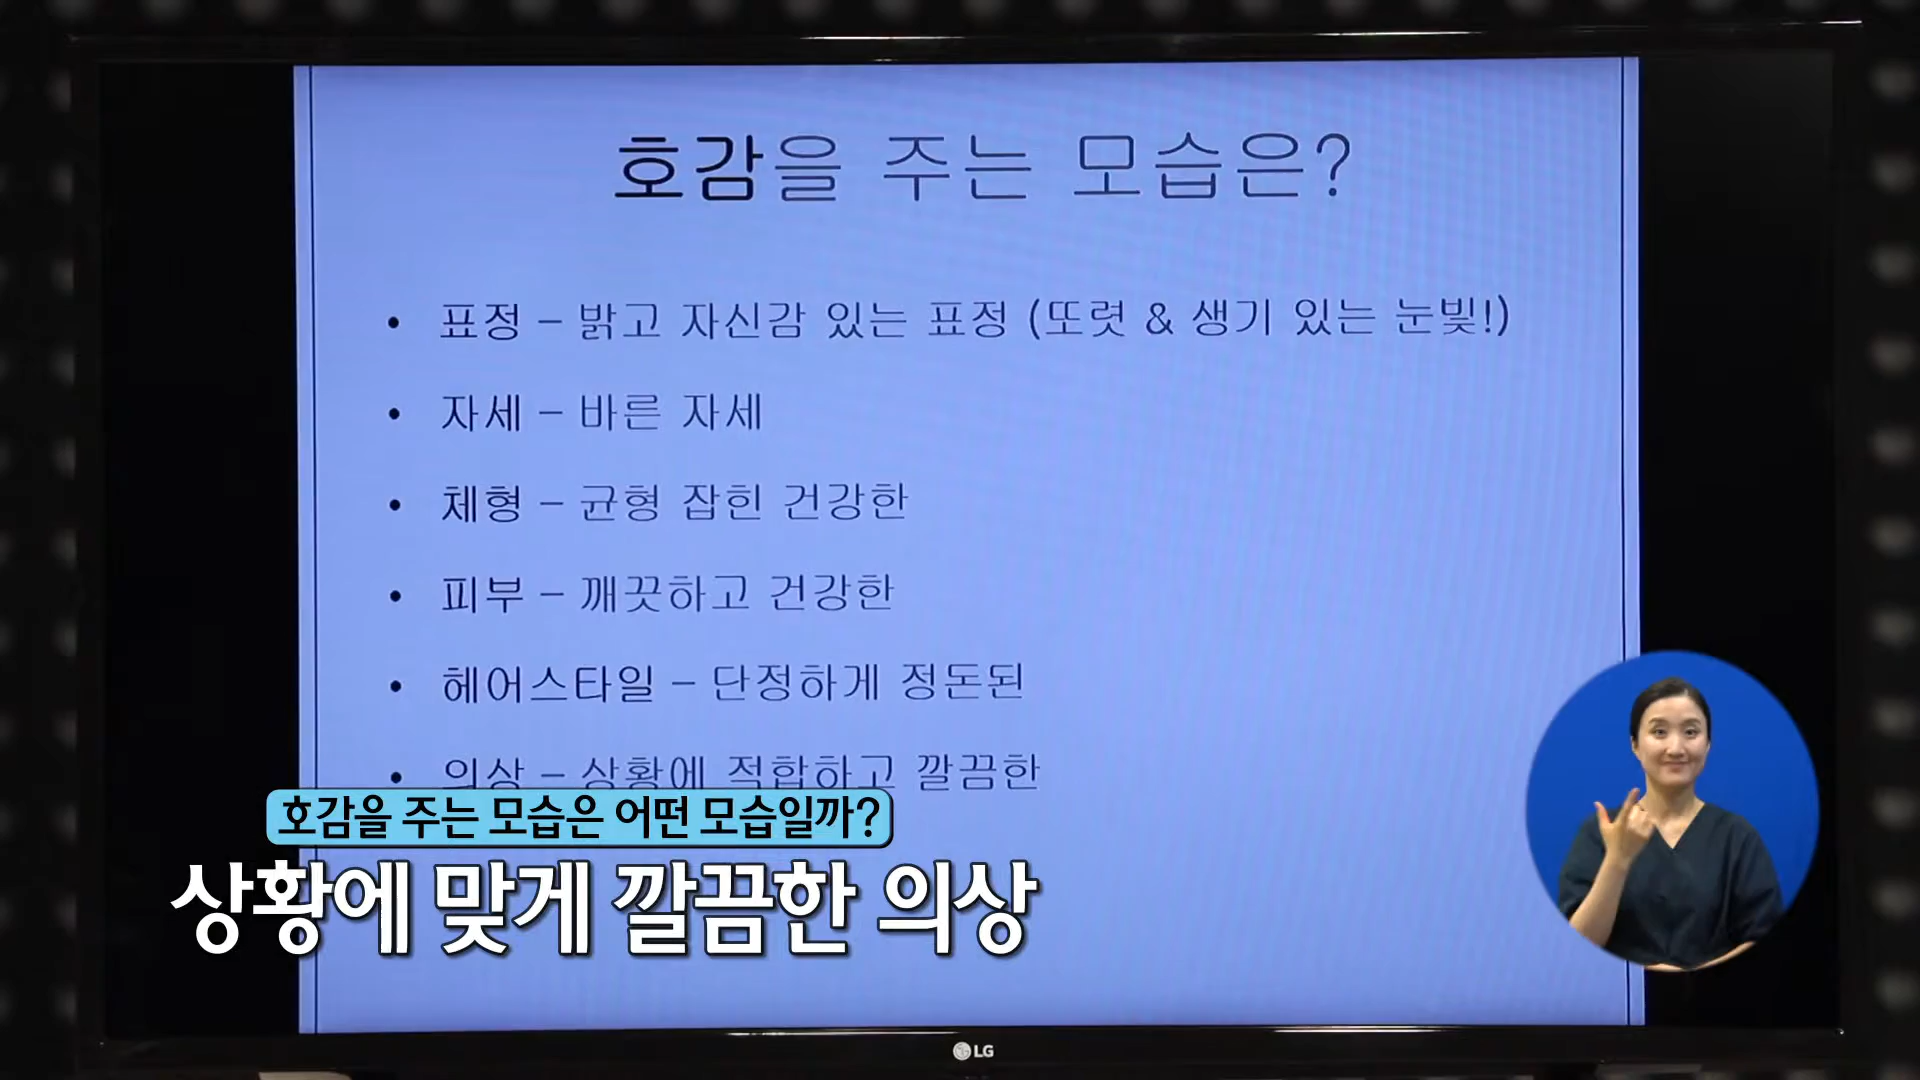 호감을 주는 모습은?
• 표정 – 밝고 자신감 있는 표정 (또렷 & 생기 있는 눈빛!)
• 자세 – 바른 자세
• 체형 – 균형 잡힌 건강한
• 피부 – 깨끗하고 건강한
• 헤어스타일 – 단정하게 정돈된
• 의상 – 상황에 적합하고 깔끔한
호감을 주는 모습은 어떤 모습일까?
상황에 맞게 깔끔한 의상
LG